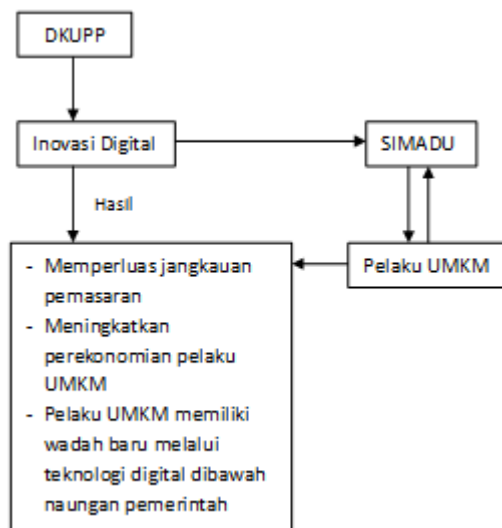 DKUPP
Inovasi Digital
SIMADU
Hasil
Pelaku UMKM
- Memperluas jangkauan
pemasaran
- Meningkatkan
perekonomian pelaku
UMKM
- Pelaku UMKM memiliki
wadah baru melalui
teknologi digital dibawah
naungan pemerintah